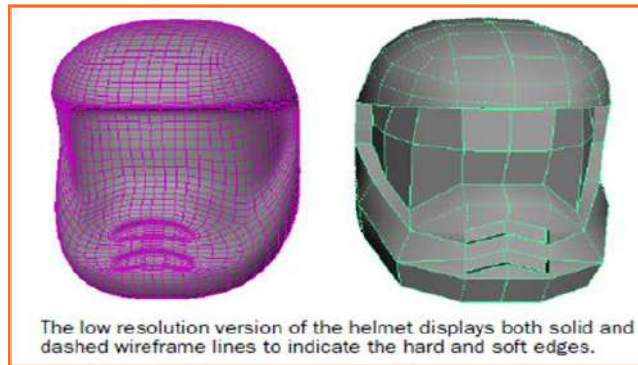 The low resolution version of the helmet displays both solid and
dashed wireframe lines to indicate the hard and soft edges.